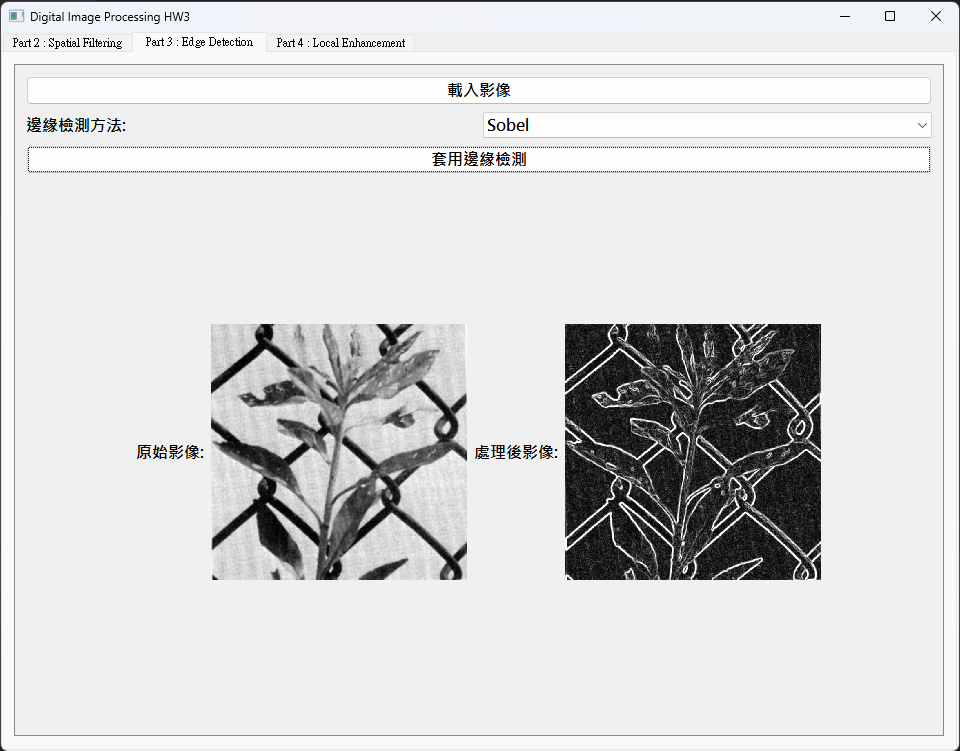 Digital Image Processing HW3
Part 2 : Spatial Filtering
Part 3 : Edge Detection
Part 4 : Local Enhancement
載入影像
邊緣檢測方法:
Sobel
套用邊緣檢測
原始影像:
處理後影像: